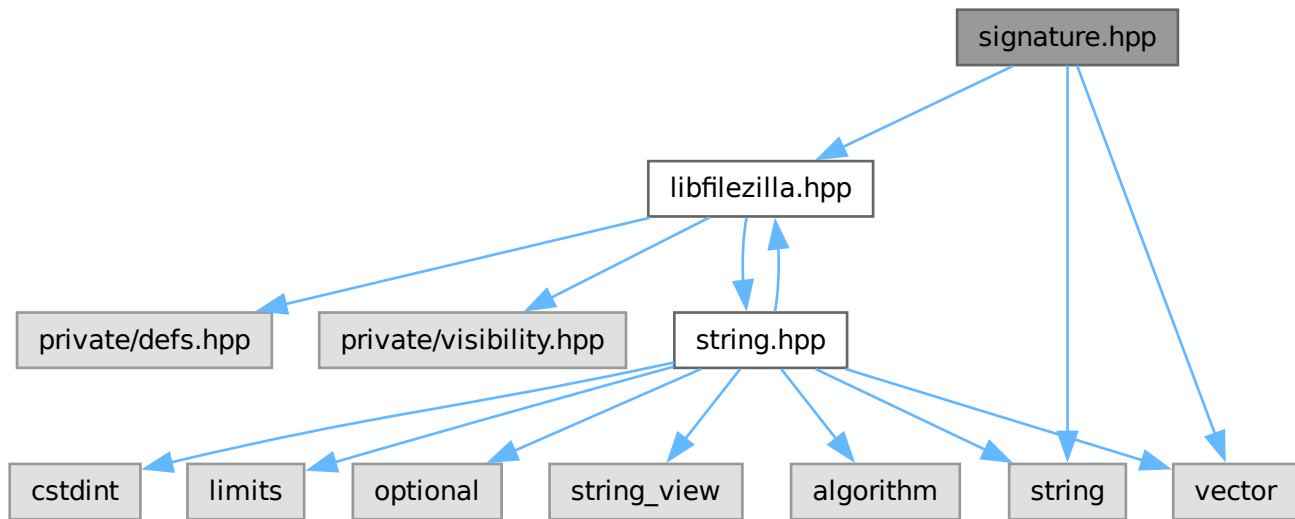 signature.hpp
libfilezilla.hpp
private/defs.hpp
private/visibility.hpp
string.hpp
cstdint
limits
optional
string_view
algorithm
string
vector